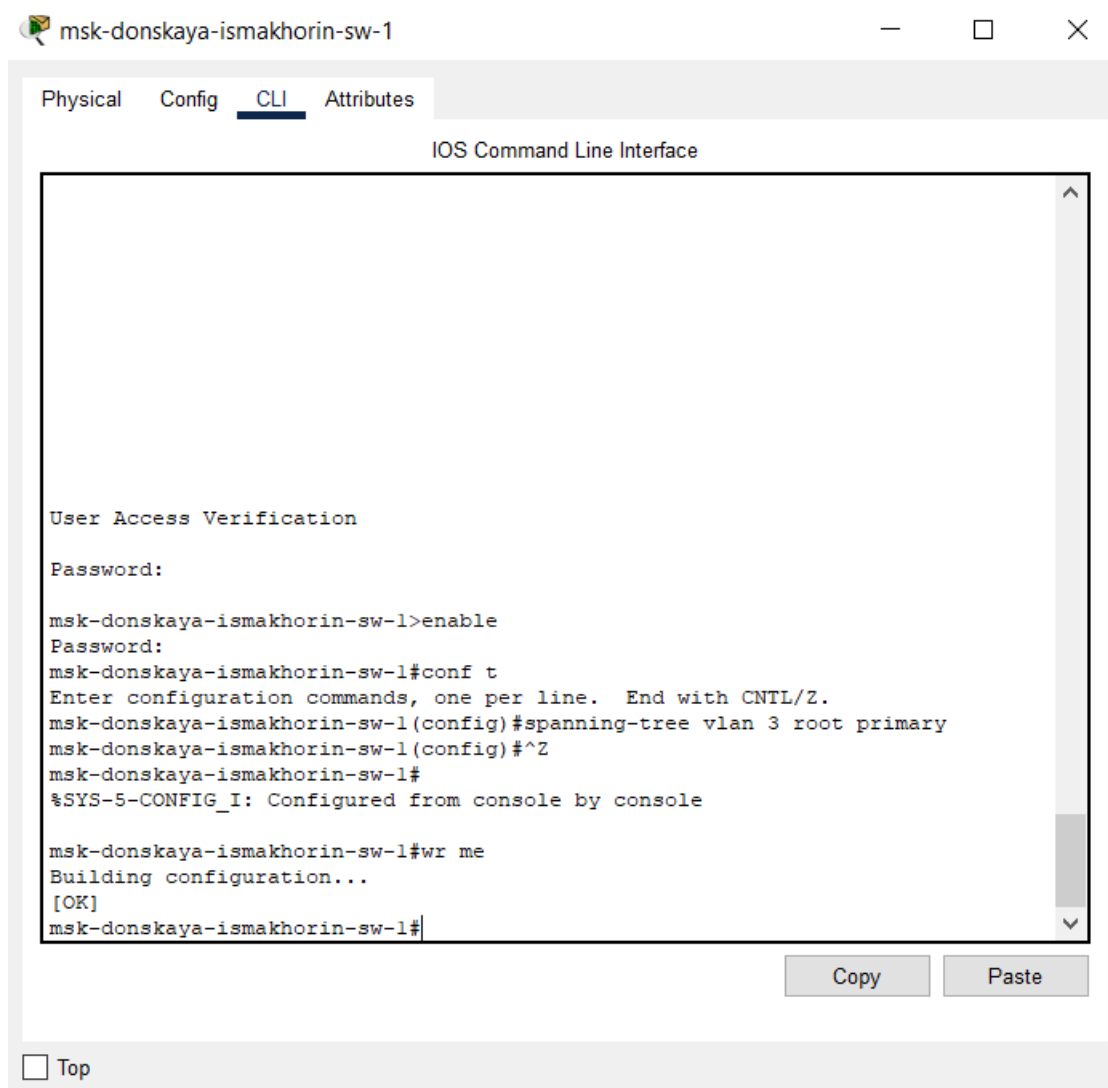 msk-donskaya-ismakhorin-sw-1
Physical Config CLI Attributes
IOS Command Line Interface
User Access Verification
Password:
msk-donskaya-ismakhorin-sw-1>enable
Password:
msk-donskaya-ismakhorin-sw-1#conf t
Enter configuration commands, one per line.  End with CNTL/Z.
msk-donskaya-ismakhorin-sw-1(config)#spanning-tree vlan 3 root primary
msk-donskaya-ismakhorin-sw-1(config)#^Z
msk-donskaya-ismakhorin-sw-1#
%SYS-5-CONFIG_I: Configured from console by console
msk-donskaya-ismakhorin-sw-1#wr me
Building configuration...
[OK]
msk-donskaya-ismakhorin-sw-1#
Copy Paste
Top